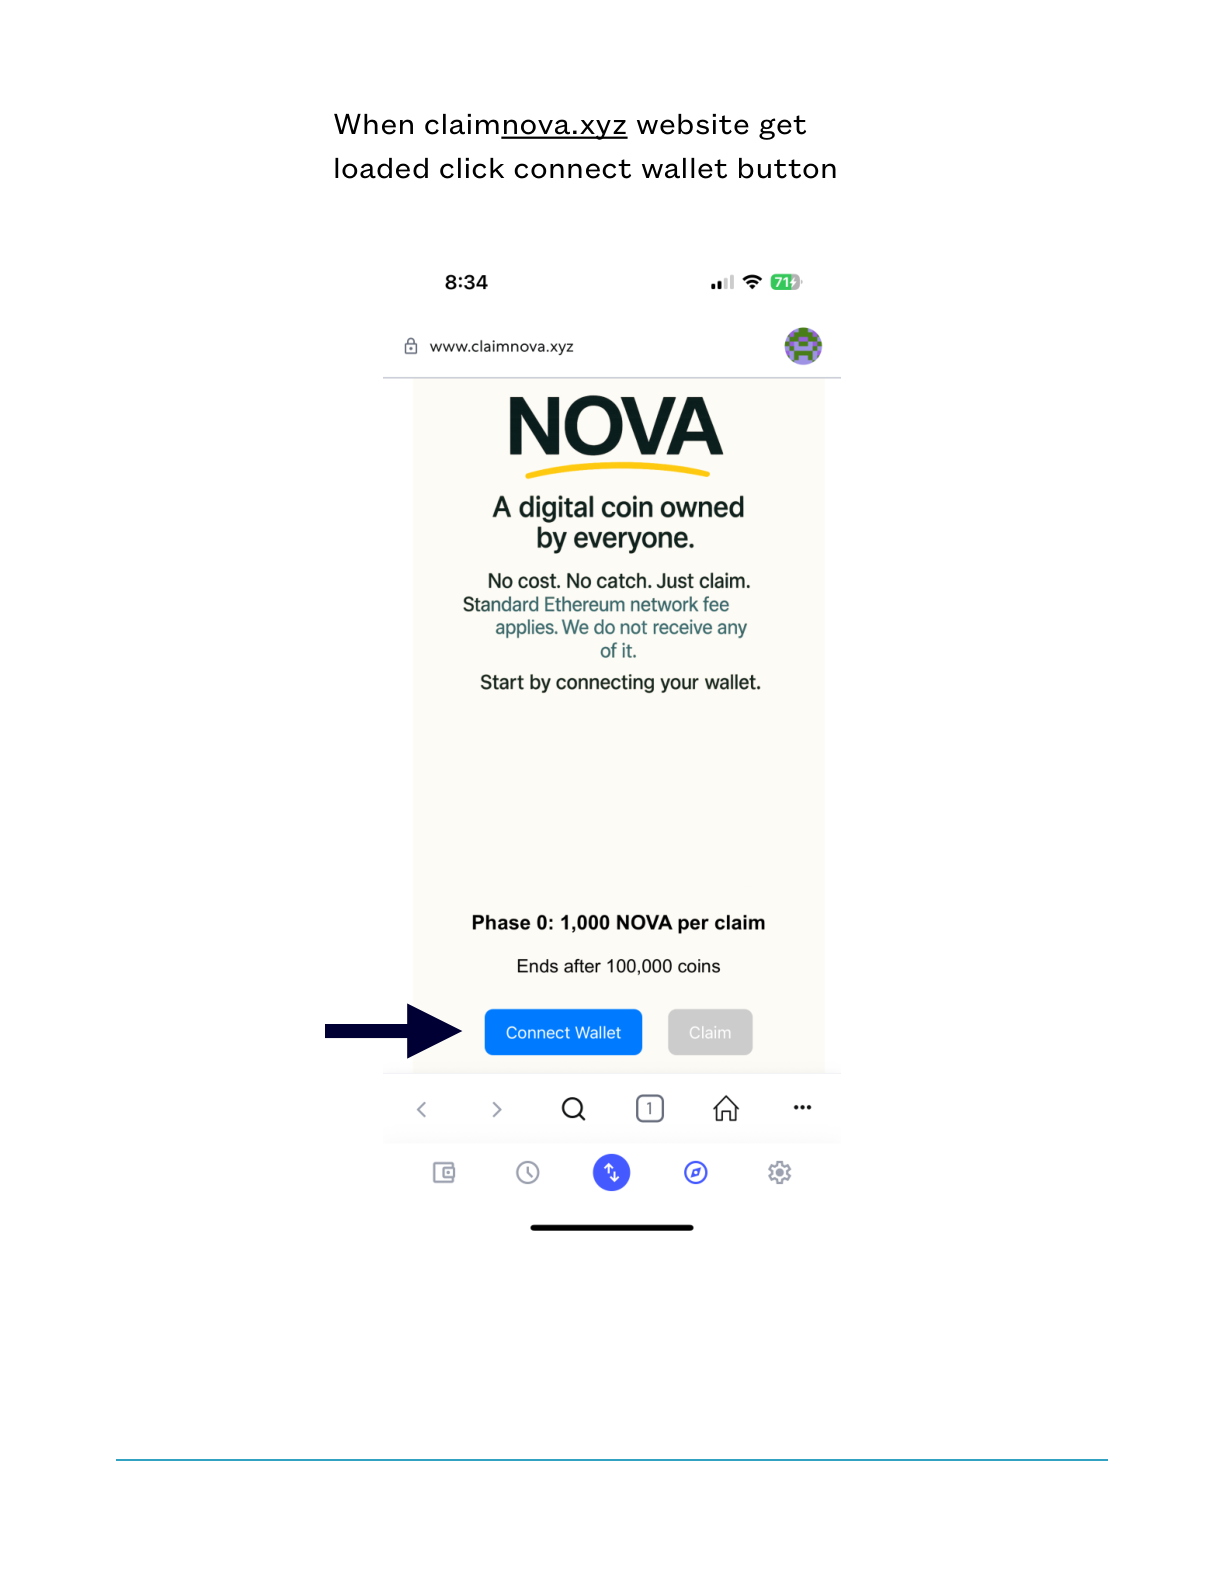 When claimnova.xyz website get
loaded click connect wallet button
8:34
71
www.claimnova.xyz
NOVA
A digital coin owned
by everyone.
No cost. No catch. Just claim.
Standard Ethereum network fee
applies. We do not receive any
of it.
Start by connecting your wallet.
Phase 0: 1,000 NOVA per claim
Ends after 100,000 coins
Connect Wallet Claim
1